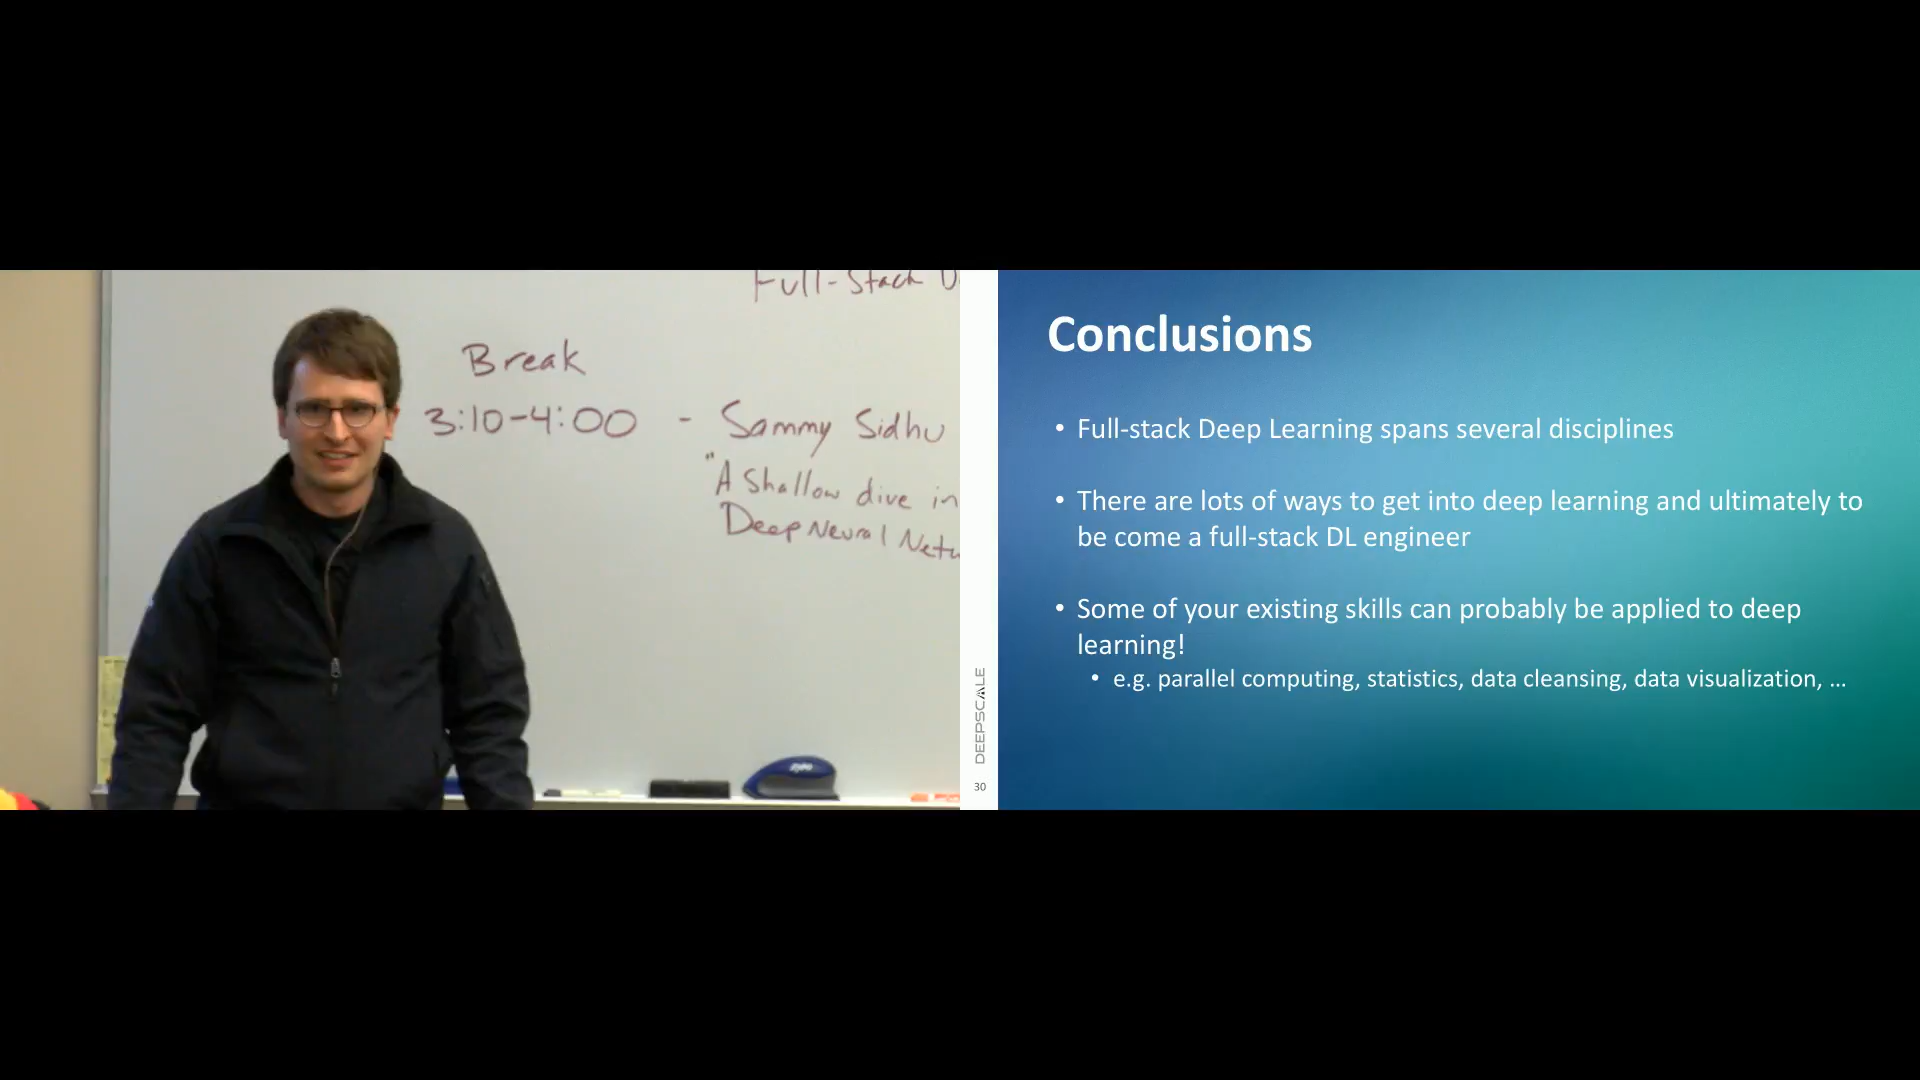 Full-Stack
Break
3:10-4:00 - Sammy Sidhu
"A Shallow dive in
Deep Neural
EXPO
DEEPSCALE
30
Conclusions
• Full-stack Deep Learning spans several disciplines
• There are lots of ways to get into deep learning and ultimately to
be come a full-stack DL engineer
• Some of your existing skills can probably be applied to deep
learning!
• e.g. parallel computing, statistics, data cleansing, data visualization, ...